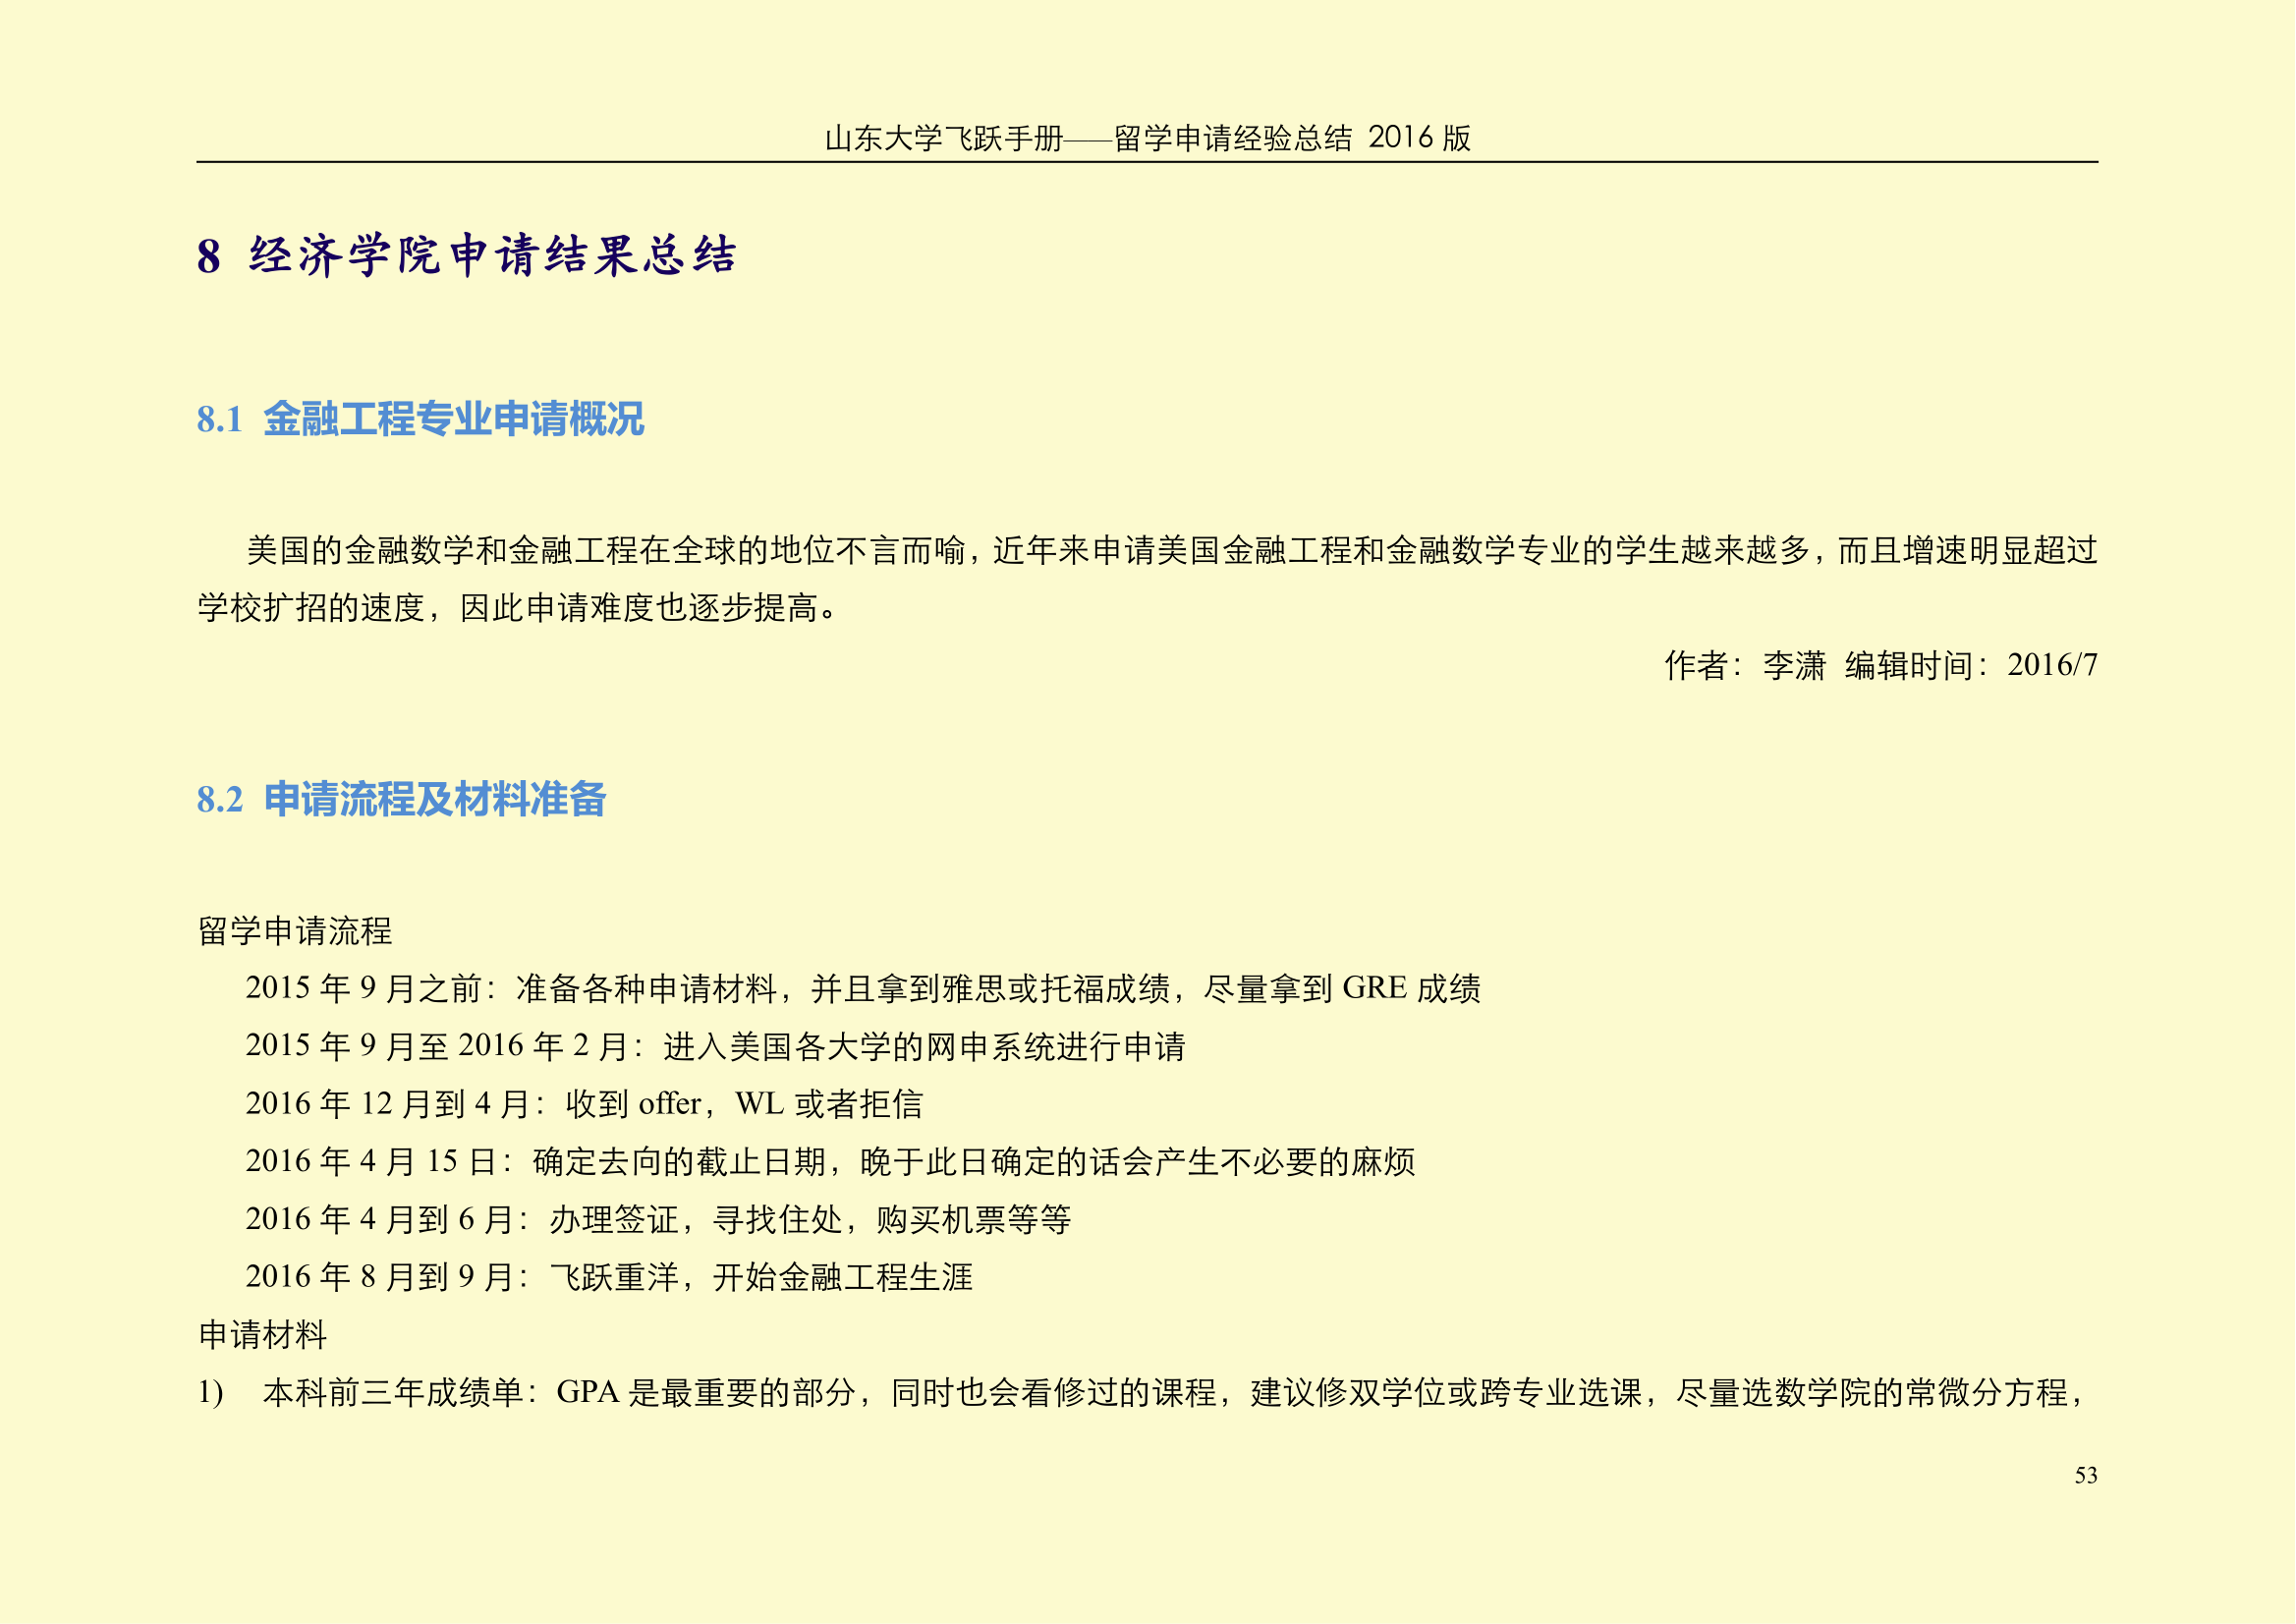 山东大学飞跃手册——留学申请经验总结 2016 版
8 经济学院申请结果总结
8.1 金融工程专业申请概况
美国的金融数学和金融工程在全球的地位不言而喻，近年来申请美国金融工程和金融数学专业的学生越来越多，而且增速明显超过
学校扩招的速度，因此申请难度也逐步提高。
作者：李潇 编辑时间：2016/7
8.2 申请流程及材料准备
留学申请流程
2015 年 9 月之前：准备各种申请材料，并且拿到雅思或托福成绩，尽量拿到 GRE 成绩
2015 年 9 月至 2016 年 2 月：进入美国各大学的网申系统进行申请
2016 年 12 月到 4 月：收到 offer，WL 或者拒信
2016 年 4 月 15 日：确定去向的截止日期，晚于此日确定的话会产生不必要的麻烦
2016 年 4 月到 6 月：办理签证，寻找住处，购买机票等等
2016 年 8 月到 9 月：飞跃重洋，开始金融工程生涯
申请材料
1) 本科前三年成绩单：GPA 是最重要的部分，同时也会看修过的课程，建议修双学位或跨专业选课，尽量选数学院的常微分方程，
53